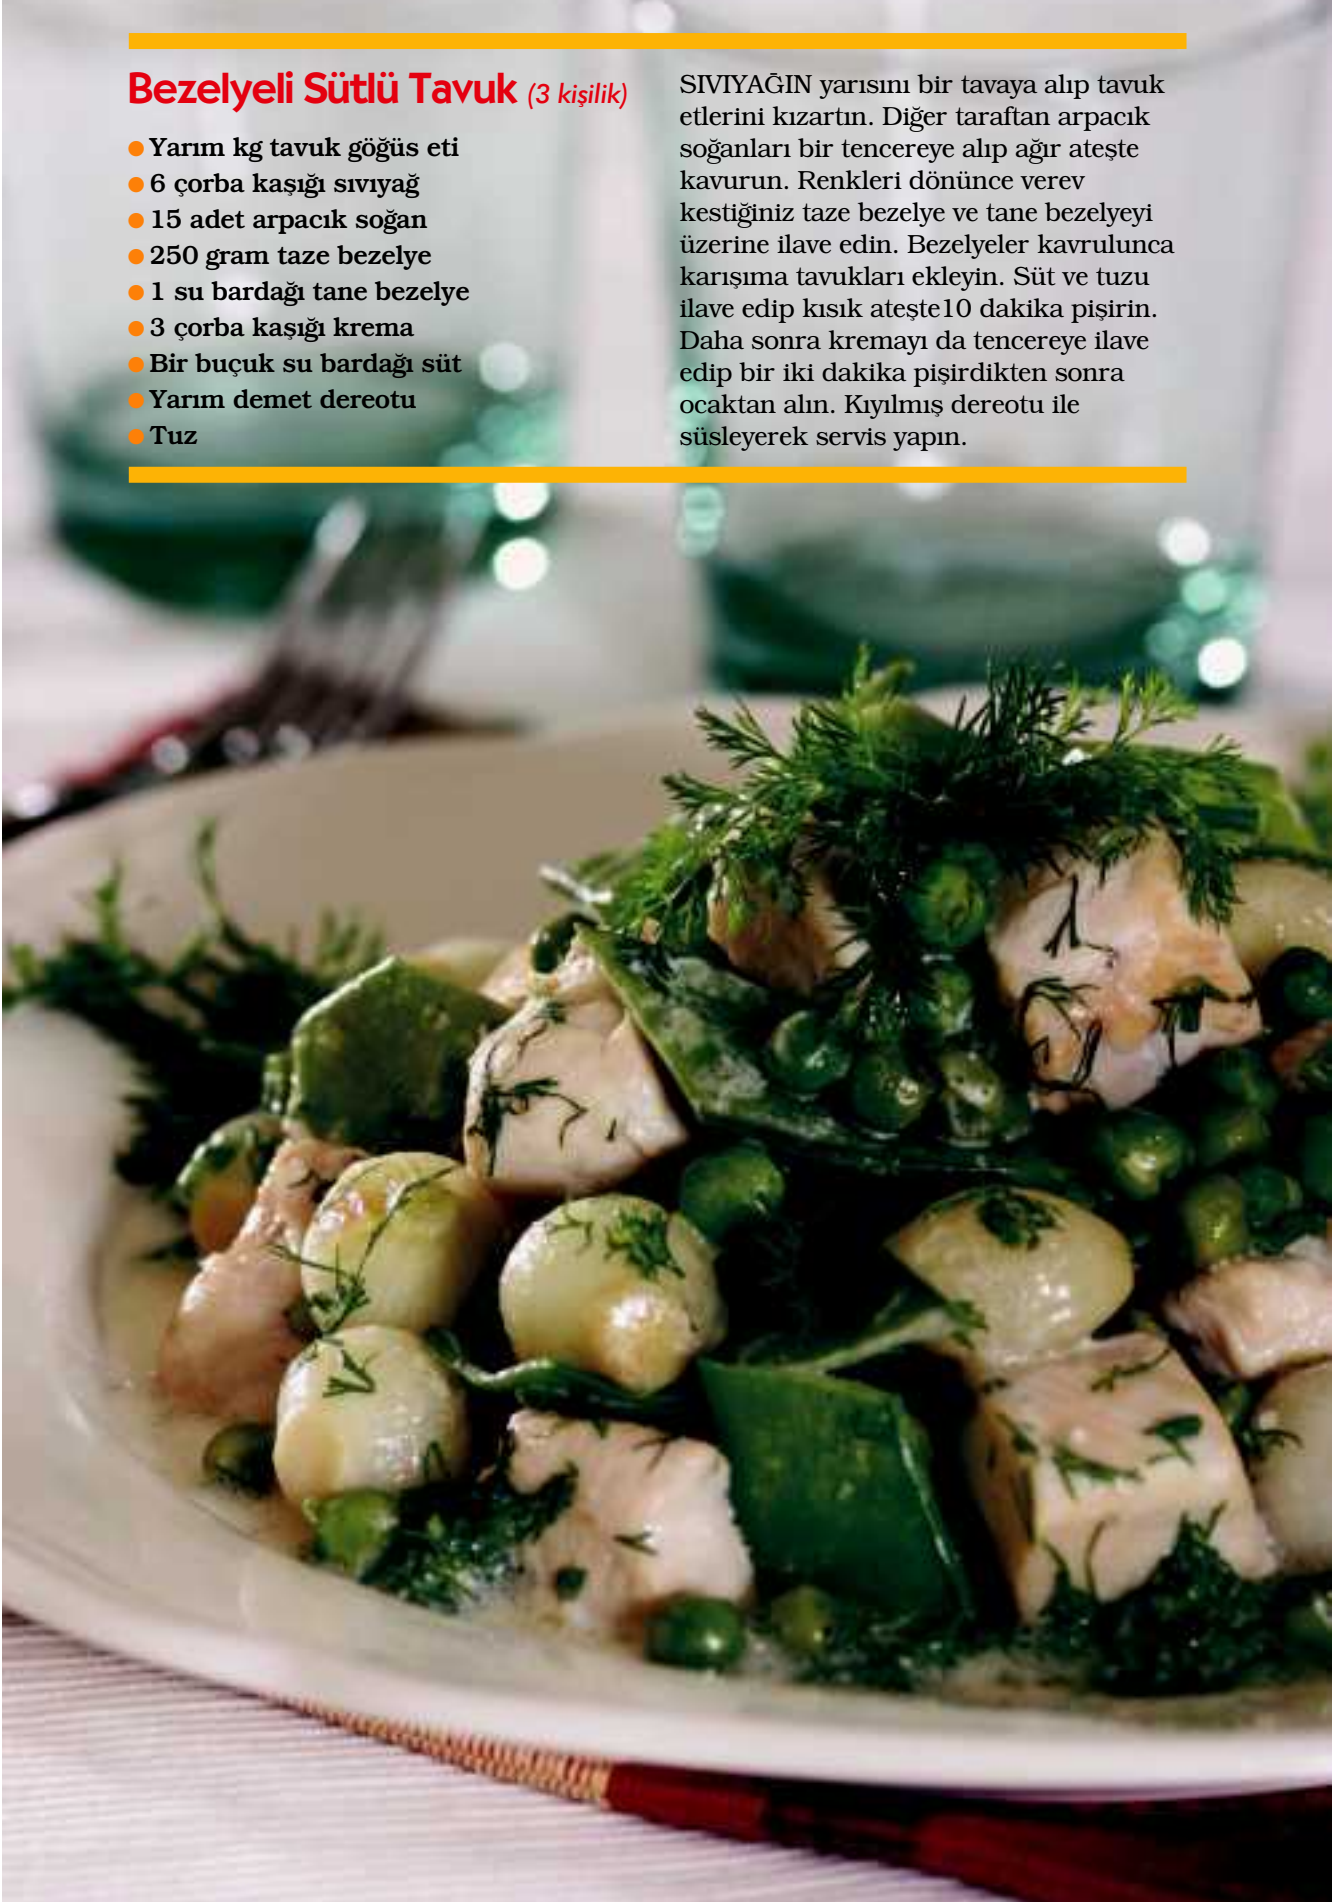 Bezelyeli Sütlü Tavuk (3 kişilik)
● Yarım kg tavuk göğüs eti
● 6 çorba kaşığı sıvıyağ
● 15 adet arpacık soğan
● 250 gram taze bezelye
● 1 su bardağı tane bezelye
● 3 çorba kaşığı krema
● Bir buçuk su bardağı süt
● Yarım demet dereotu
● Tuz
SIVIYAĞIN yarısını bir tavaya alıp tavuk
etlerini kızartın. Diğer taraftan arpacık
soğanları bir tencereye alıp ağır ateşte
kavurun. Renkleri dönünce verev
kestiğiniz taze bezelye ve tane bezelyeyi
üzerine ilave edin. Bezelyeler kavrulunca
karışıma tavukları ekleyin. Süt ve tuzu
ilave edip kısık ateşte10 dakika pişirin.
Daha sonra kremayı da tencereye ilave
edip bir iki dakika pişirdikten sonra
ocaktan alın. Kıyılmış dereotu ile
süsleyerek servis yapın.